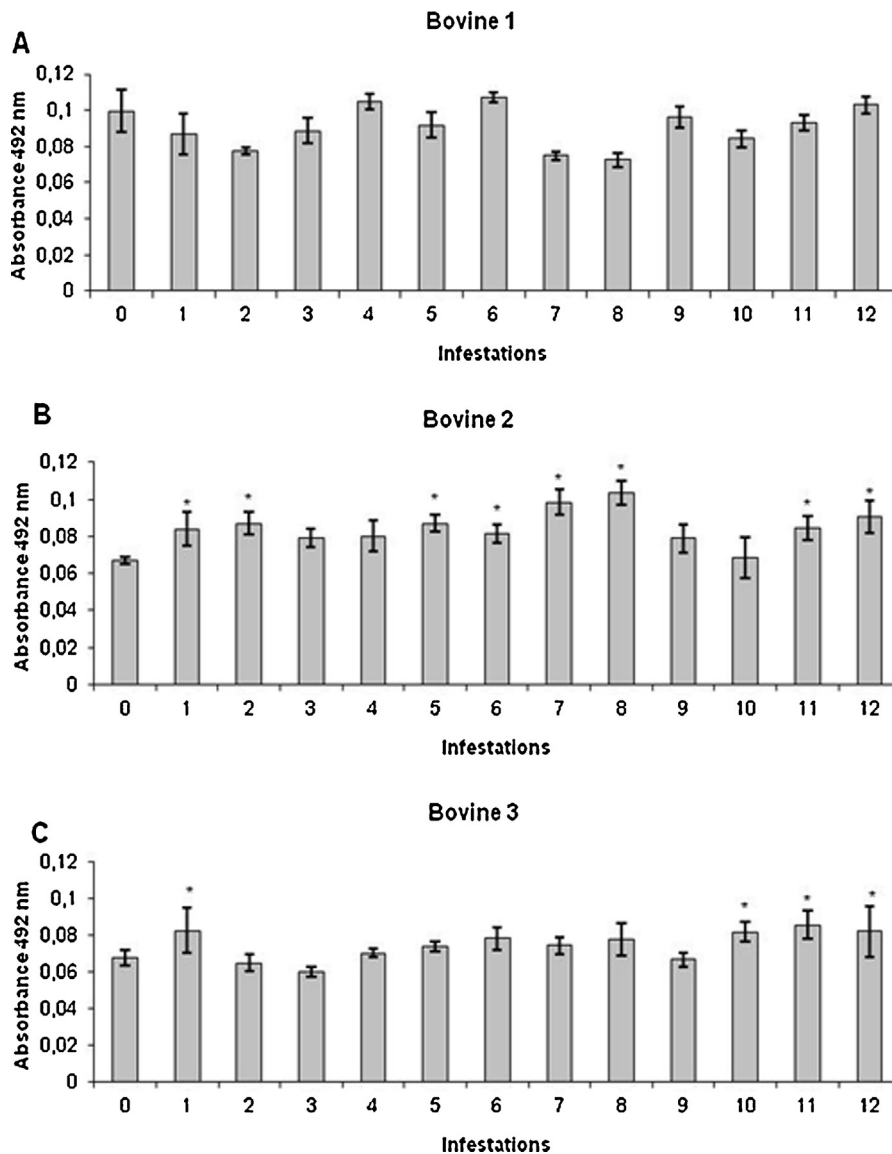 Bovine 1
A
Absorbance 492 nm
0,12
0,1
0,08
0,06
0,04
0,02
0
0 1 2 3 4 5 6 7 8 9 10 11 12
Infestations
Bovine 2
B
Absorbance 492 nm
0,12
0,1
0,08
0,06
0,04
0,02
0
* * * * * * * *
0 1 2 3 4 5 6 7 8 9 10 11 12
Infestations
Bovine 3
C
Absorbance 492 nm
0,12
0,1
0,08
0,06
0,04
0,02
0
* * * *
0 1 2 3 4 5 6 7 8 9 10 11 12
Infestations